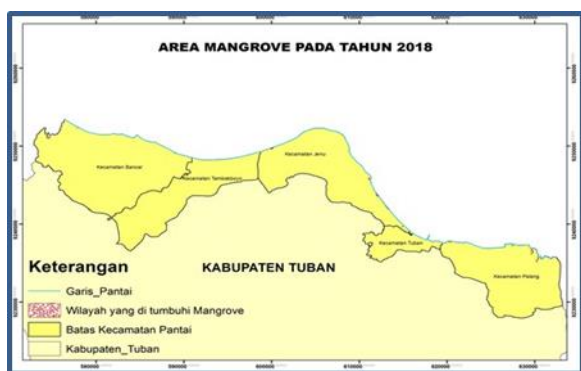 AREA MANGROVE PADA TAHUN 2018
Kecamatan Bancar
Kecamatan Tambakboyo
Kecamatan Jenu
Kecamatan Tuban
Kecamatan Palang
KABUPATEN TUBAN
Keterangan
Garis_Pantai
Wilayah yang di tumbuhi Mangrove
Batas Kecamatan Pantai
Kabupaten_Tuban